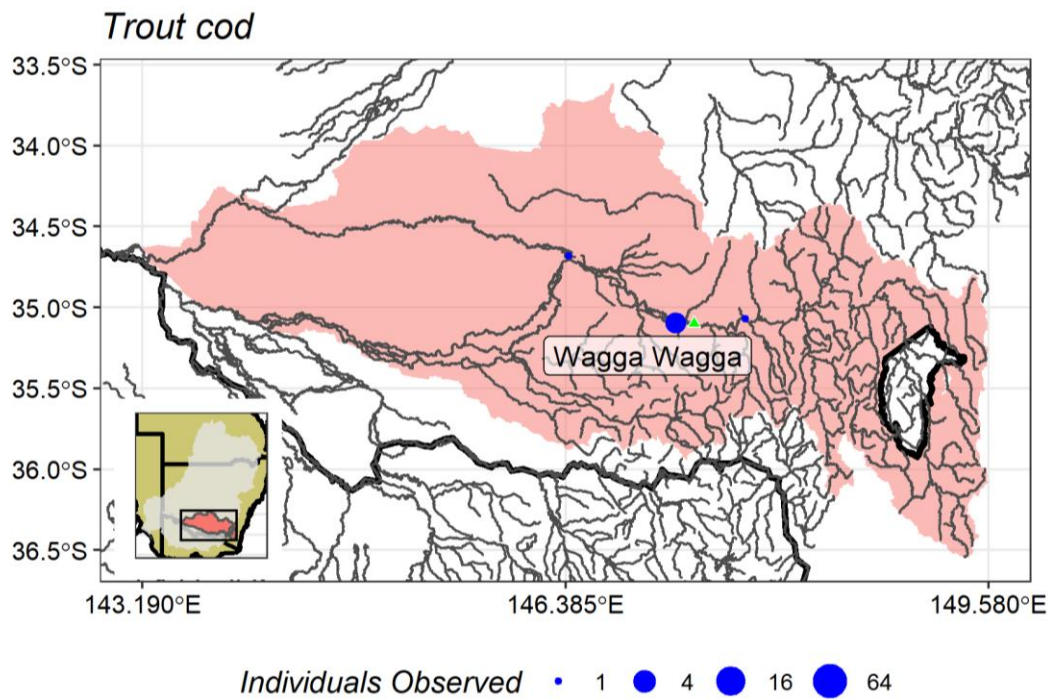 Trout cod
33.5°S
34.0°S
34.5°S
35.0°S
35.5°S
36.0°S
36.5°S
Wagga Wagga
143.190°E 146.385°E 149.580°E
Individuals Observed 1 4 16 64